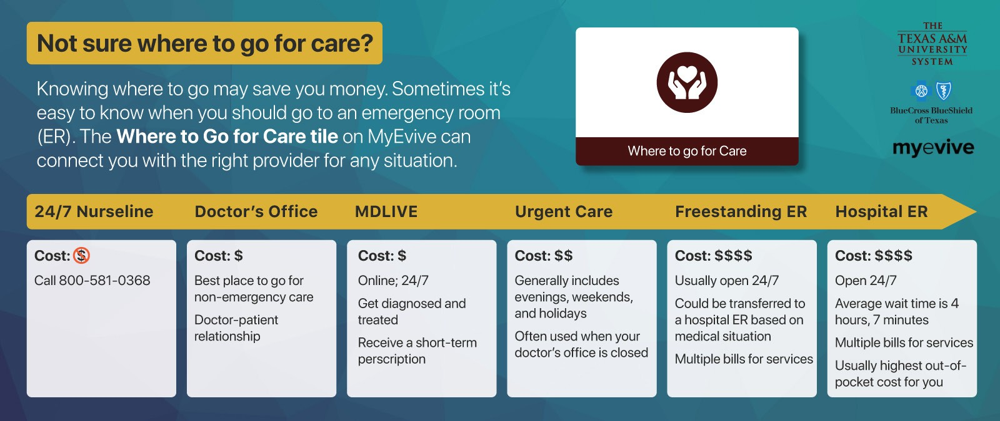 Not sure where to go for care?
Knowing where to go may save you money. Sometimes it's
easy to know when you should go to an emergency room
(ER). The Where to Go for Care tile on MyEvive can
connect you with the right provider for any situation.
Where to go for Care
THE
TEXAS A&M
UNIVERSITY
SYSTEM
BlueCross BlueShield
of Texas
myevive
24/7 Nurseline
Cost: $
Call 800-581-0368
Doctor's Office
Cost: $
Best place to go for
non-emergency care
Doctor-patient
relationship
MDLIVE
Cost: $
Online; 24/7
Get diagnosed and
treated
Receive a short-term
perscription
Urgent Care
Cost: $$
Generally includes
evenings, weekends,
and holidays
Often used when your
doctor's office is closed
Freestanding ER
Cost: $$$$
Usually open 24/7
Could be transferred to
a hospital ER based on
medical situation
Multiple bills for services
Hospital ER
Cost: $$$$
Open 24/7
Average wait time is 4
hours, 7 minutes
Multiple bills for services
Usually highest out-of-
pocket cost for you